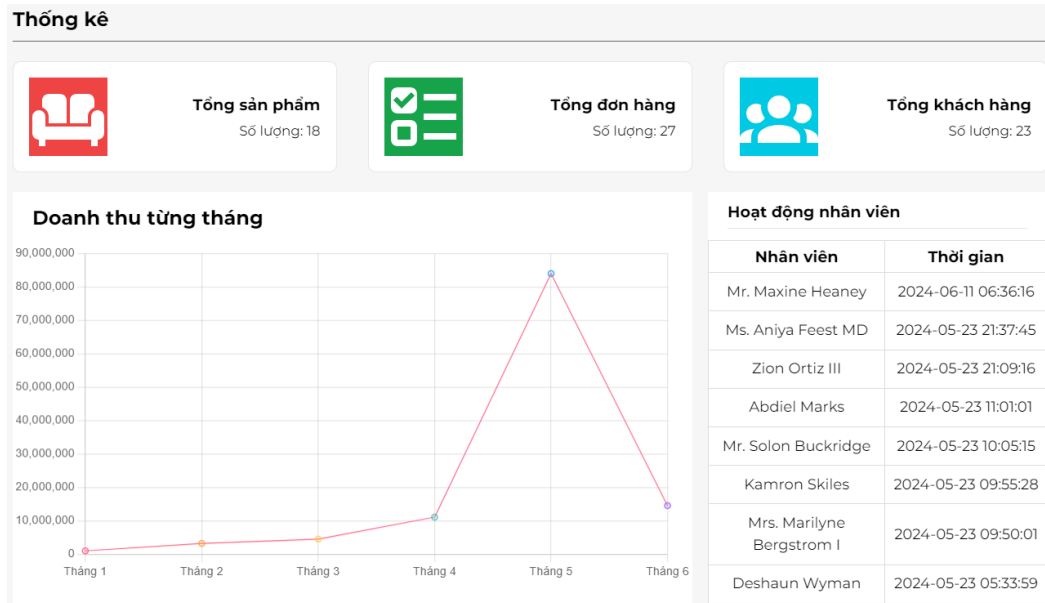 Thống kê
Tổng sản phẩm
Số lượng: 18
Tổng đơn hàng
Số lượng: 27
Tổng khách hàng
Số lượng: 23
Doanh thu từng tháng
90,000,000
80,000,000
70,000,000
60,000,000
50,000,000
40,000,000
30,000,000
20,000,000
10,000,000
0
Tháng 1 Tháng 2 Tháng 3 Tháng 4 Tháng 5 Tháng 6
Hoạt động nhân viên
Nhân viên Thời gian
Mr. Maxine Heaney 2024-06-11 06:36:16
Ms. Aniya Feest MD 2024-05-23 21:37:45
Zion Ortiz III 2024-05-23 21:09:16
Abdiel Marks 2024-05-23 11:01:01
Mr. Solon Buckridge 2024-05-23 10:05:15
Kamron Skiles 2024-05-23 09:55:28
Mrs. Marilyne
Bergstrom I 2024-05-23 09:50:01
Deshaun Wyman 2024-05-23 05:33:59